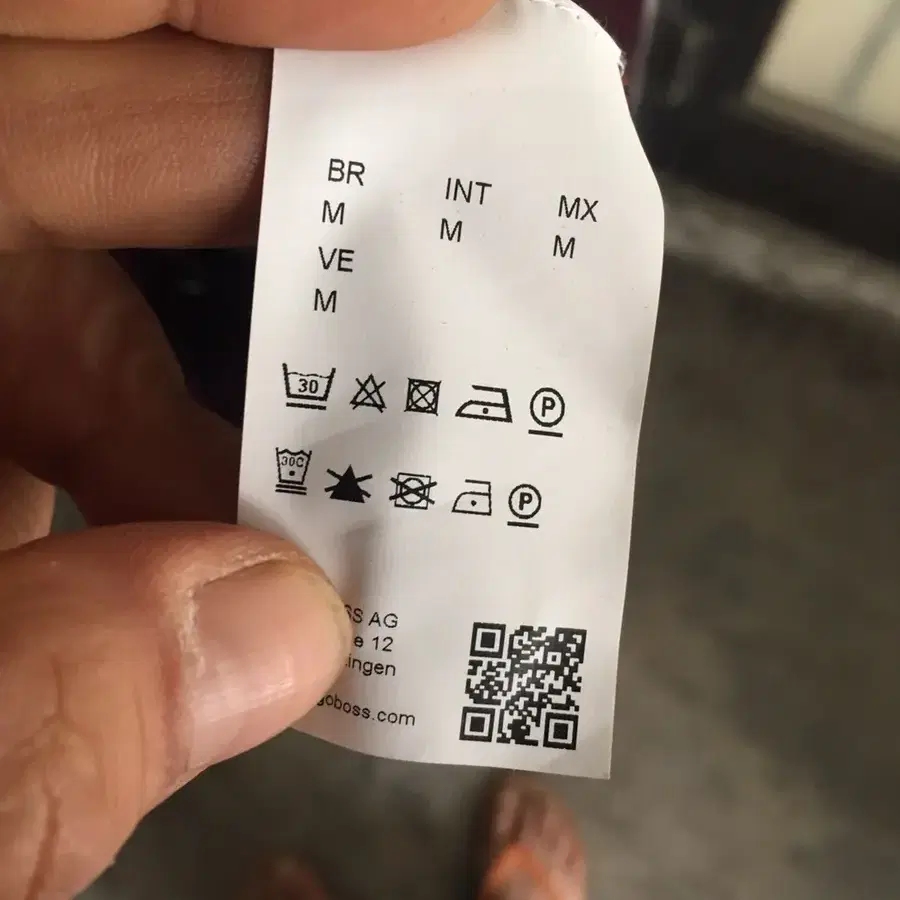 BR INT MX
M M M
VE
M
30 P
30C P
SS AG
e 12
ingen
goboss.com